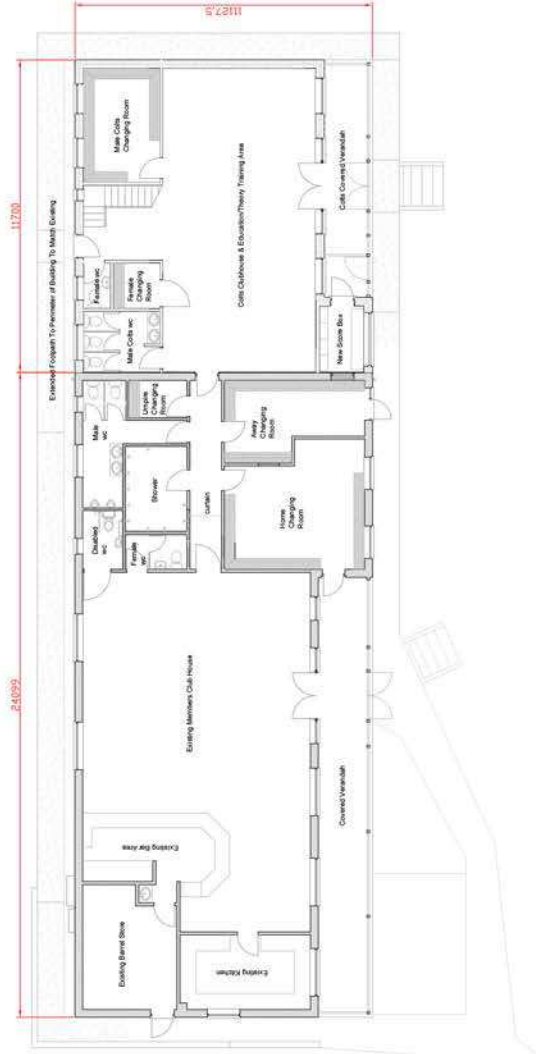 11127,5
11700
24099
Extended Footpath To Perimeter of Building To Match Existing
Male Colts
Changing Room
Female wc
Female
Changing
Room
Male Colts wc
Colts Clubhouse & Education/Theory Training Area
Colts Covered Verandah
New Score Box
Male
wc
Umpire
Changing
Room
Shower
Disabled
wc
Female
wc
curtain
Away
Changing
Room
Home
Changing
Room
Existing Members Club House
Covered Verandah
Existing Bar Area
Existing Barrel Store
Existing Kitchen